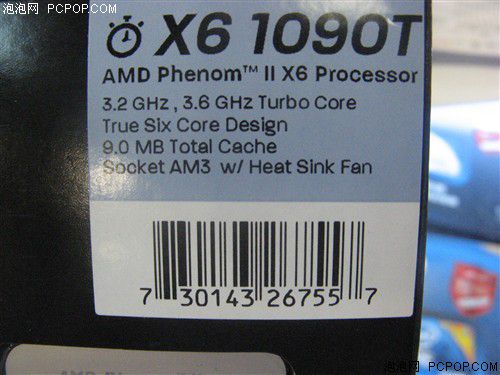 泡泡网 PCPOP.COM
X6 1090T
AMD Phenom™ II X6 Processor
3.2 GHz , 3.6 GHz Turbo Core
True Six Core Design
9.0 MB Total Cache
Socket AM3 w/ Heat Sink Fan
7 30143 26755 7
泡泡网 PCPOP.COM